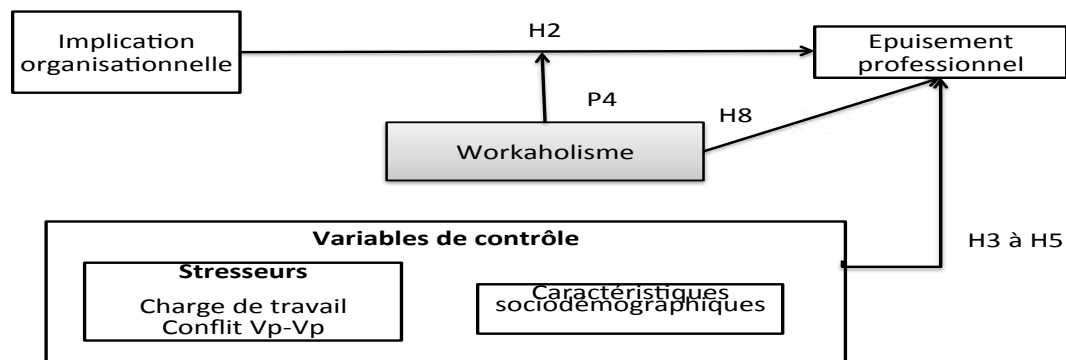 Implication
organisationnelle
H2
Epuisement
professionnel
P4
H8
Workaholisme
H3 à H5
Variables de contrôle
Stresseurs
Charge de travail
Conflit Vp-Vp
Caractéristiques
sociodémographiques